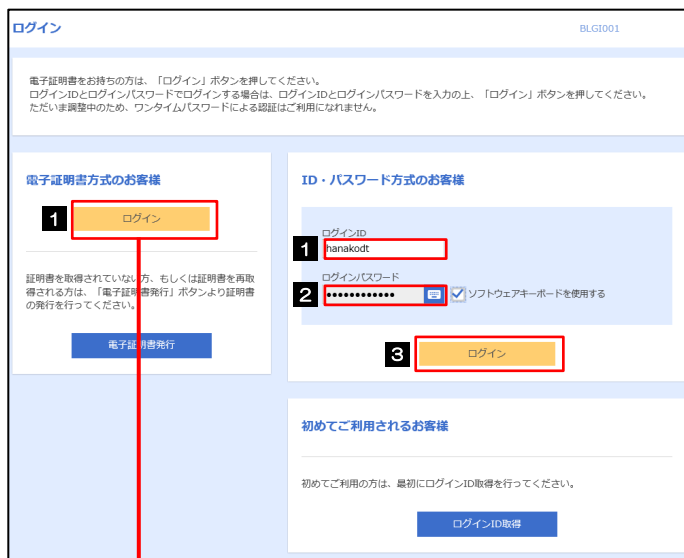 ログイン
BLGI001
電子証明書をお持ちの方は、「ログイン」ボタンを押してください。
ログインIDとログインパスワードでログインする場合は、ログインIDとログインパスワードを入力の上、「ログイン」ボタンを押してください。
ただいま調整中のため、ワンタイムパスワードによる認証はご利用になれません。
電子証明書方式のお客様
1
ログイン
証明書を取得されていない方、もしくは証明書を再取
得される方は、「電子証明書発行」ボタンより証明書
の発行を行ってください。
電子証明書発行
ID・パスワード方式のお客様
ログインID
1
hanakodt
ログインパスワード
2
••••••••••••
ソフトウェアキーボードを使用する
3
ログイン
初めてご利用されるお客様
初めてご利用の方は、最初にログインID取得を行ってください。
ログインID取得